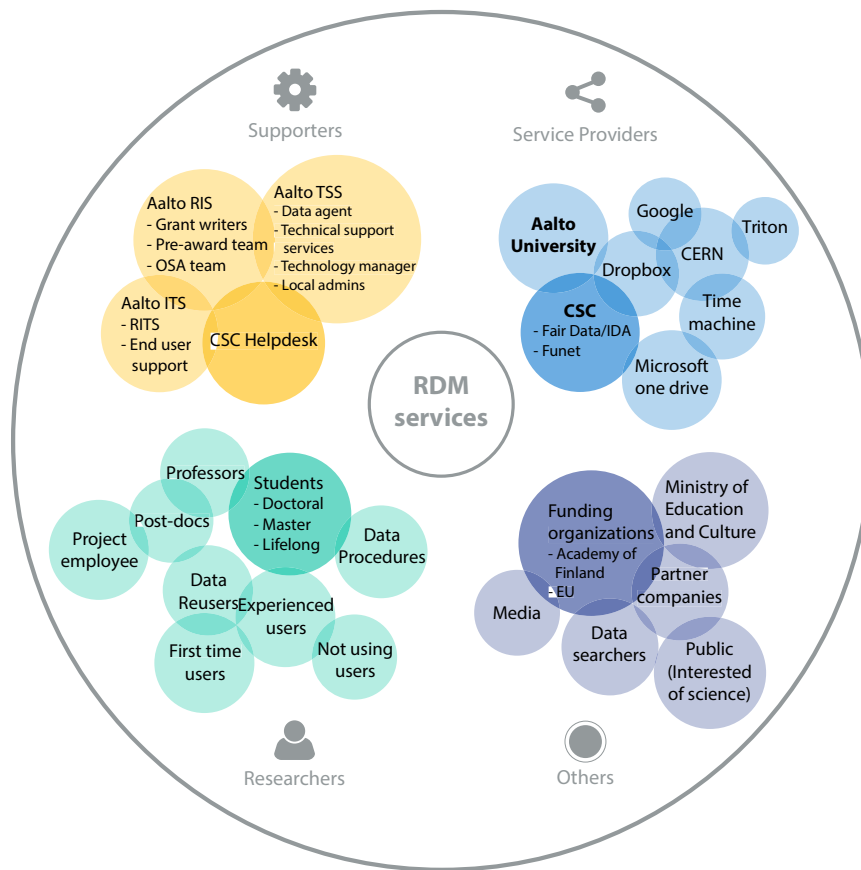 Supporters
Service Providers
Aalto RIS
- Grant writers
- Pre-award team
- OSA team
Aalto TSS
- Data agent
- Technical support
services
- Technology manager
- Local admins
Aalto ITS
- RITS
- End user
support
CSC Helpdesk
Aalto
University
Google
Triton
Dropbox
CERN
CSC
- Fair Data/IDA
- Funet
Time
machine
Microsoft
one drive
RDM
services
Professors
Students
- Doctoral
- Master
- Lifelong
Post-docs
Project
employee
Data
Procedures
Data
Reusers
Experienced
users
First time
users
Not using
users
Funding
organizations
- Academy of
Finland
- EU
Ministry of
Education
and Culture
Partner
companies
Media
Data
searchers
Public
(Interested
of science)
Researchers
Others